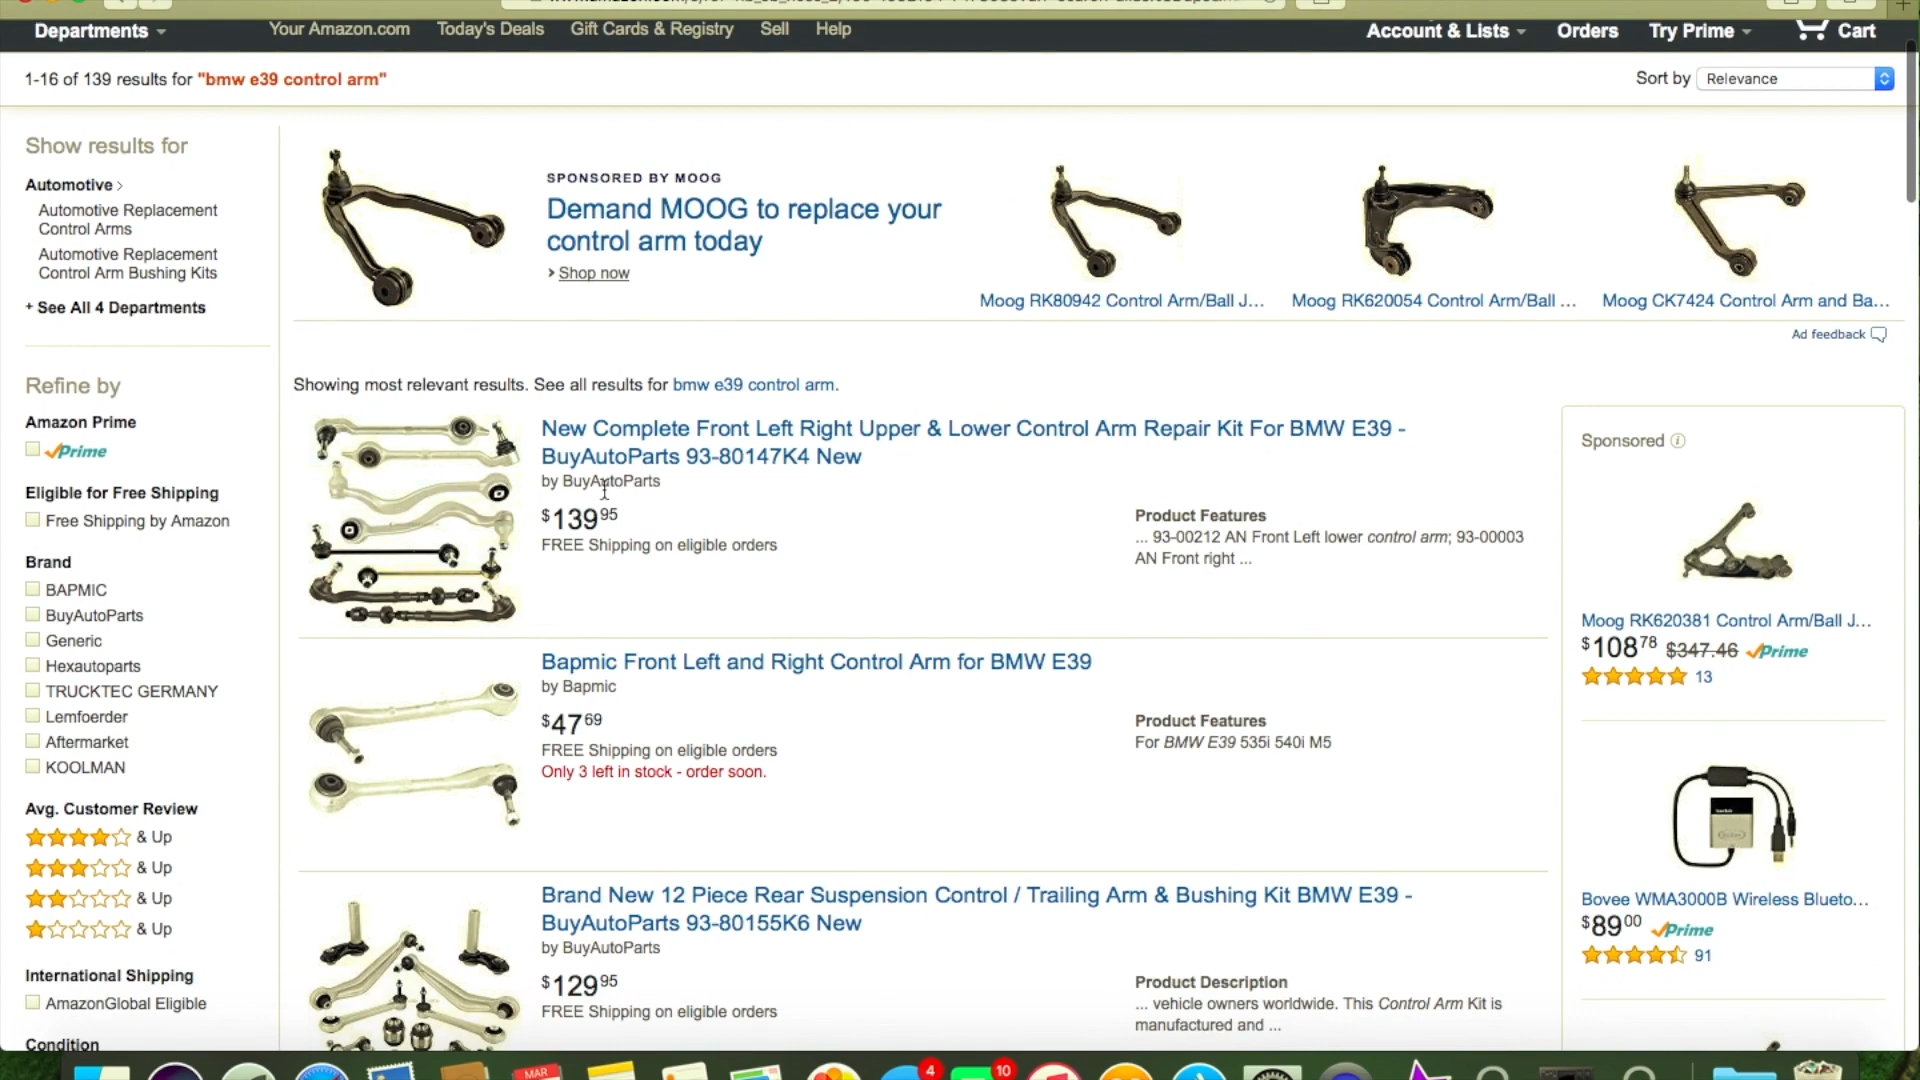 Departments
Your Amazon.com Today's Deals Gift Cards & Registry Sell Help
Account & Lists Orders Try Prime Cart
1-16 of 139 results for "bmw e39 control arm"
Sort by Relevance
Show results for
Automotive
Automotive Replacement
Control Arms
Automotive Replacement
Control Arm Bushing Kits
+ See All 4 Departments
Refine by
Amazon Prime
Prime
Eligible for Free Shipping
Free Shipping by Amazon
Brand
BAPMIC
BuyAutoParts
Generic
Hexautoparts
TRUCKTEC GERMANY
Lemfoerder
Aftermarket
KOOLMAN
Avg. Customer Review
& Up
& Up
& Up
& Up
International Shipping
AmazonGlobal Eligible
Condition
SPONSORED BY MOOG
Demand MOOG to replace your
control arm today
Shop now
Moog RK80942 Control Arm/Ball J...
Moog RK620054 Control Arm/Ball ...
Moog CK7424 Control Arm and Ba...
Ad feedback
Showing most relevant results. See all results for bmw e39 control arm.
New Complete Front Left Right Upper & Lower Control Arm Repair Kit For BMW E39 -
BuyAutoParts 93-80147K4 New
by BuyAutoParts
$139 95
FREE Shipping on eligible orders
Product Features
... 93-00212 AN Front Left lower control arm; 93-00003
AN Front right ...
Bapmic Front Left and Right Control Arm for BMW E39
by Bapmic
$47 69
FREE Shipping on eligible orders
Only 3 left in stock - order soon.
Product Features
For BMW E39 535i 540i M5
Brand New 12 Piece Rear Suspension Control / Trailing Arm & Bushing Kit BMW E39 -
BuyAutoParts 93-80155K6 New
by BuyAutoParts
$129 95
FREE Shipping on eligible orders
Product Description
... vehicle owners worldwide. This Control Arm Kit is
manufactured and ...
Sponsored
Moog RK620381 Control Arm/Ball J...
$108 78 $347.46 Prime
13
Bovee WMA3000B Wireless Blueto...
$89 00 Prime
91
MAR
4
10